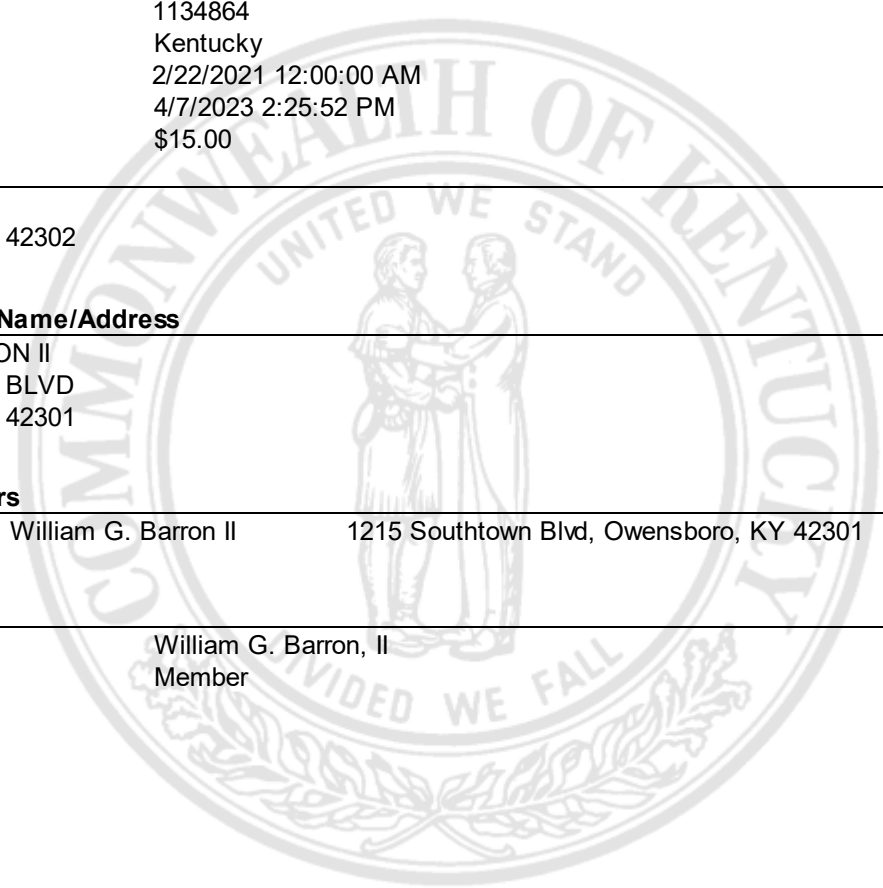 1134864
Kentucky
2/22/2021 12:00:00 AM
4/7/2023 2:25:52 PM
$15.00
42302
Name/Address
ON II
BLVD
42301
rs
William G. Barron II 1215 Southtown Blvd, Owensboro, KY 42301
William G. Barron, II
Member
COMMONWEALTH OF KENTUCKY
UNITED WE STAND
DIVIDED WE FALL